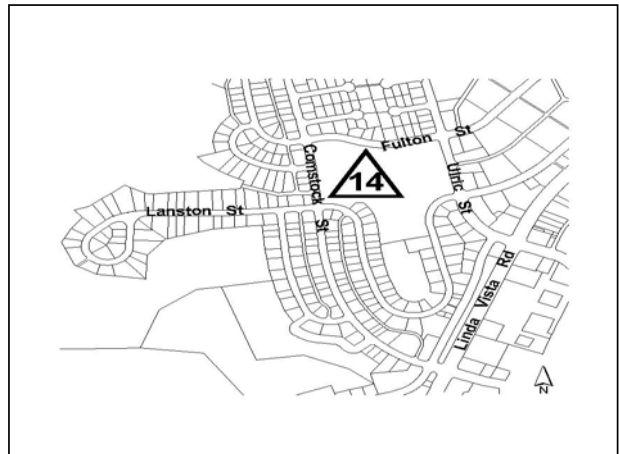 Fulton St
Comstock St
14
Ulric St
Lanston St
Linda Vista Rd
N